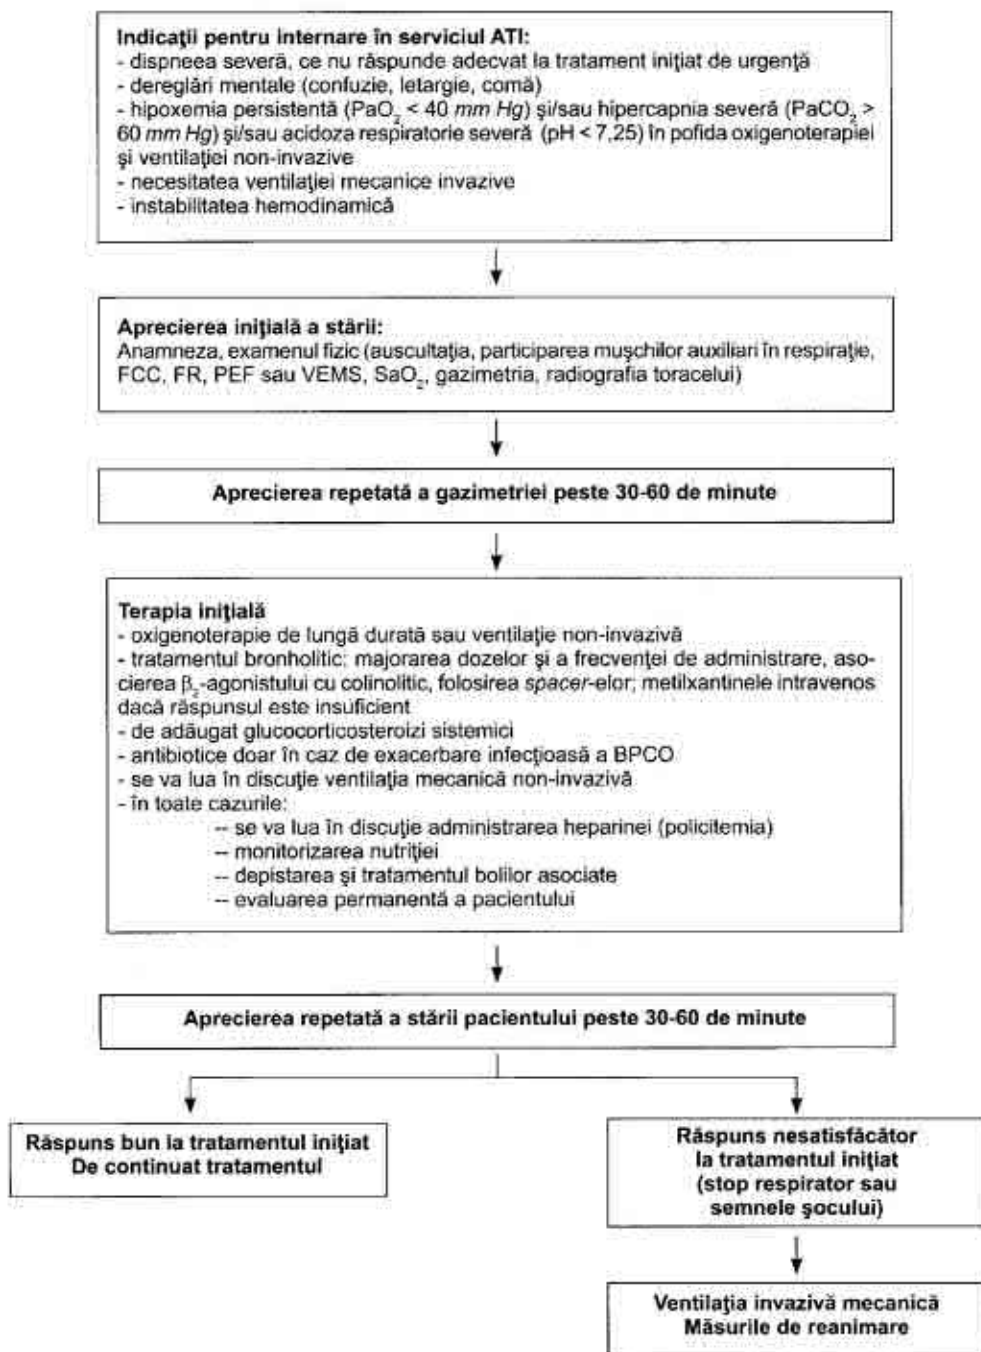 Indicaţii pentru internare în serviciul ATI:
- dispneea severă, ce nu răspunde adecvat la tratament iniţiat de urgenţă
- dereglări mentale (confuzie, letargie, comă)
- hipoxemia persistentă (PaO₂ < 40 mm Hg) şi/sau hipercapnia severă (PaCO₂ >
60 mm Hg) şi/sau acidoza respiratorie severă (pH < 7,25) în pofida oxigenoterapiei
şi ventilaţiei non-invazive
- necesitatea ventilaţiei mecanice invazive
- instabilitatea hemodinamică
Aprecierea iniţială a stării:
Anamneza, examenul fizic (auscultaţia, participarea muşchilor auxiliari în respiraţie,
FCC, FR, PEF sau VEMS, SaO₂, gazimetria, radiografia toracelui)
Aprecierea repetată a gazimetriei peste 30-60 de minute
Terapia iniţială
- oxigenoterapie de lungă durată sau ventilaţie non-invazivă
- tratamentul bronholitic: majorarea dozelor şi a frecvenţei de administrare, aso-
cierea β₂-agonistului cu colinolitic, folosirea spacer-elor; metilxantinele intravenos
dacă răspunsul este insuficient
- de adăugat glucocorticosteroizi sistemici
- antibiotice doar în caz de exacerbare infecţioasă a BPCO
- se va lua în discuţie ventilaţia mecanică non-invazivă
- în toate cazurile:
-- se va lua în discuţie administrarea heparinei (policitemia)
-- monitorizarea nutriţiei
-- depistarea şi tratamentul bolilor asociate
-- evaluarea permanentă a pacientului
Aprecierea repetată a stării pacientului peste 30-60 de minute
Răspuns bun la tratamentul iniţiat
De continuat tratamentul
Răspuns nesatisfăcător
la tratamentul iniţiat
(stop respirator sau
semnele şocului)
Ventilaţia invazivă mecanică
Măsurile de reanimare